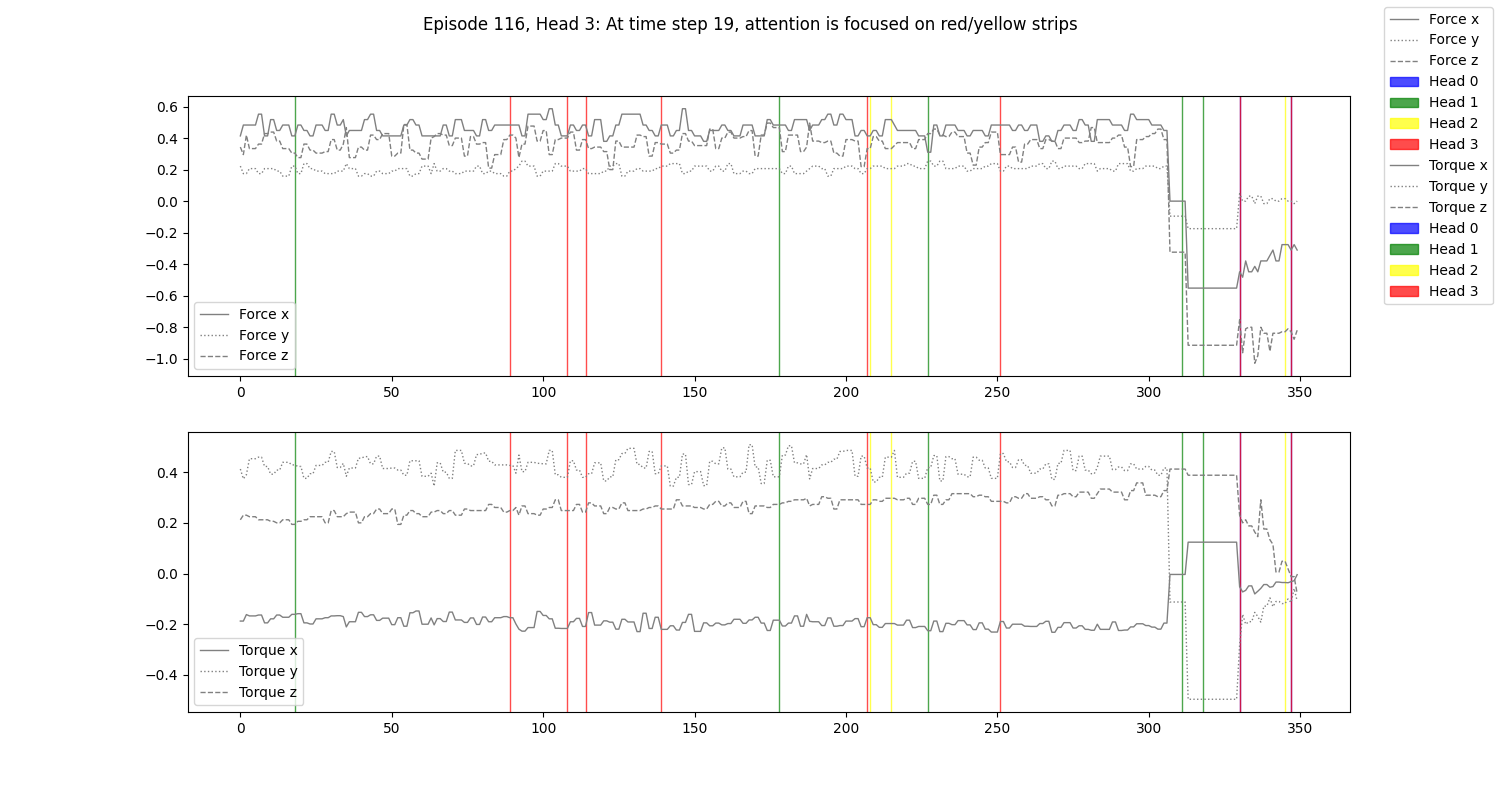 Episode 116, Head 3: At time step 19, attention is focused on red/yellow strips
Force x
Force y
Force z
Head 0
Head 1
Head 2
Head 3
Torque x
Torque y
Torque z
Head 0
Head 1
Head 2
Head 3
0.6
0.4
0.2
0.0
−0.2
−0.4
−0.6
−0.8
−1.0
Force x
Force y
Force z
0 50 100 150 200 250 300 350
0.4
0.2
0.0
−0.2
−0.4
Torque x
Torque y
Torque z
0 50 100 150 200 250 300 350